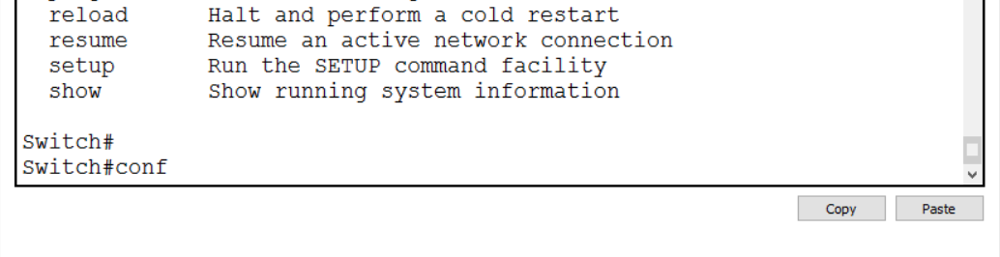 reload Halt and perform a cold restart
resume Resume an active network connection
setup Run the SETUP command facility
show Show running system information
Switch#
Switch#conf
Copy Paste